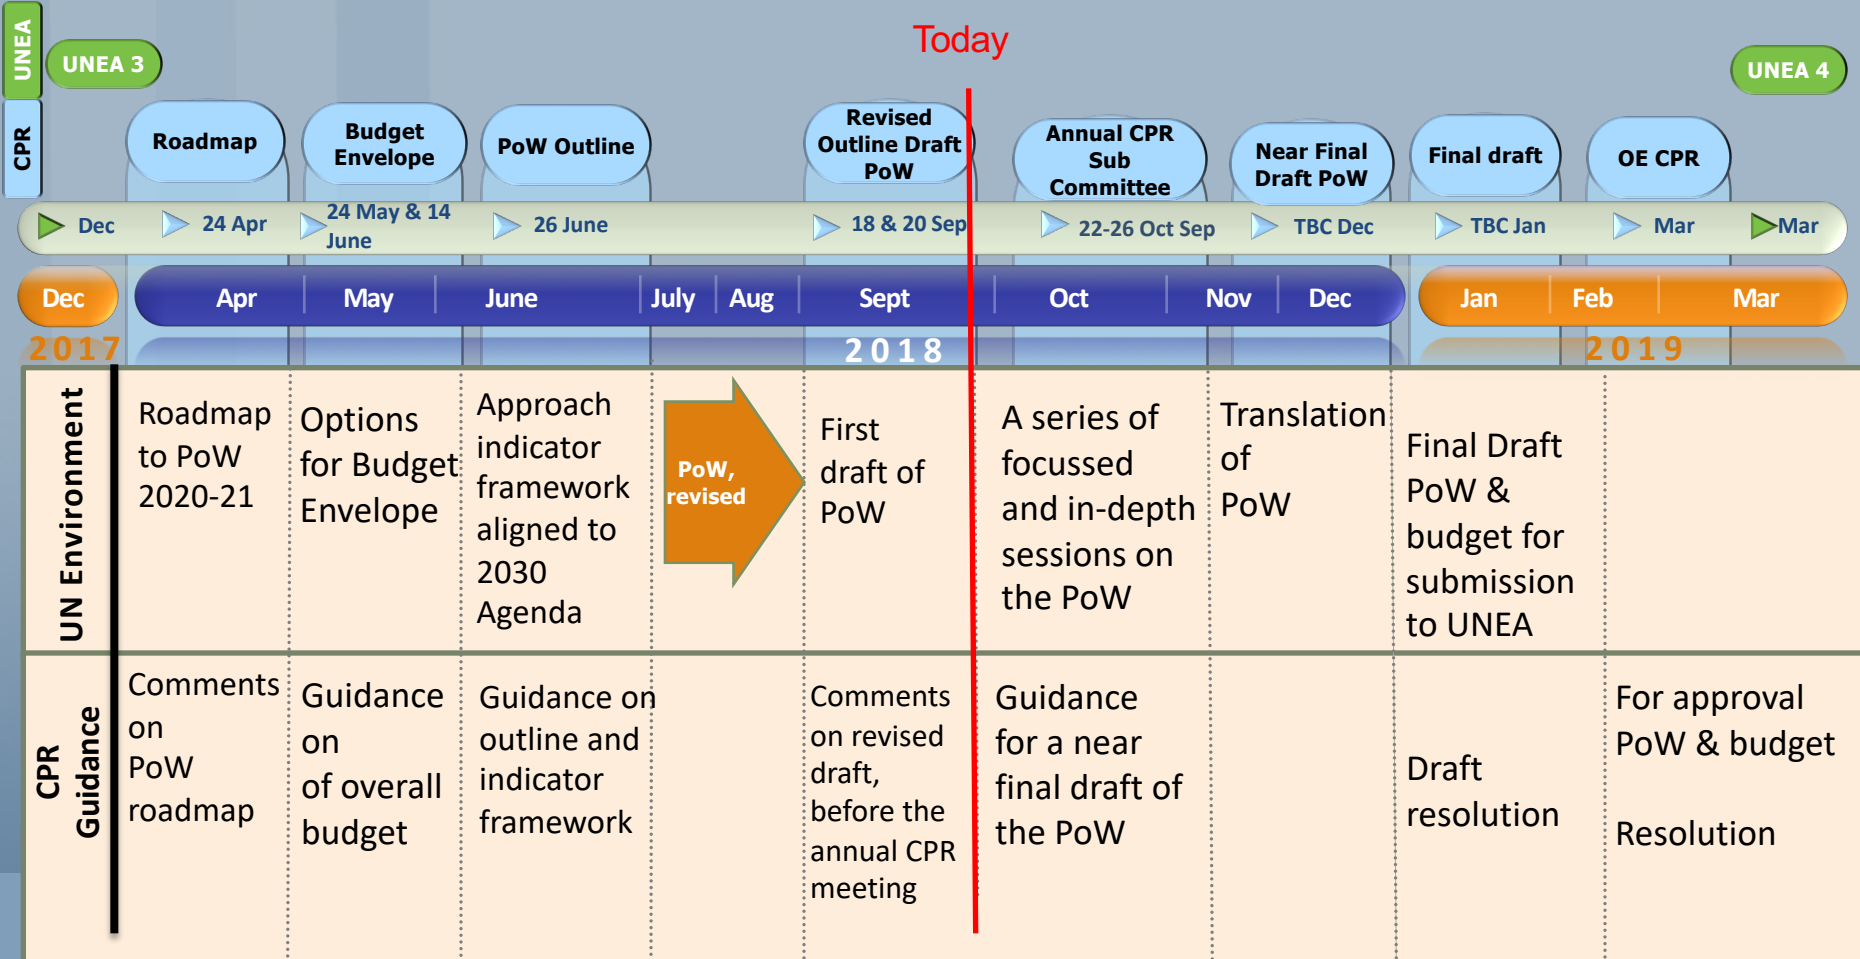 UNEA
UNEA 3
Today
UNEA 4
CPR
Roadmap
Budget
Envelope
PoW Outline
Revised
Outline Draft
PoW
Annual CPR
Sub
Committee
Near Final
Draft PoW
Final draft
OE CPR
Dec
24 Apr
24 May & 14
June
26 June
18 & 20 Sep
22-26 Oct Sep
TBC Dec
TBC Jan
Mar
Mar
Dec
Apr
May
June
July
Aug
Sept
Oct
Nov
Dec
Jan
Feb
Mar
2017
2018
2019
UN Environment
Roadmap
to PoW
2020-21
Options
for Budget
Envelope
Approach
indicator
framework
aligned to
2030
Agenda
PoW,
revised
First
draft of
PoW
A series of
focussed
and in-depth
sessions on
the PoW
Translation
of
PoW
Final Draft
PoW &
budget for
submission
to UNEA
CPR
Guidance
Comments
on
PoW
roadmap
Guidance
on
of overall
budget
Guidance on
outline and
indicator
framework
Comments
on revised
draft,
before the
annual CPR
meeting
Guidance
for a near
final draft of
the PoW
Draft
resolution
For approval
PoW & budget
Resolution